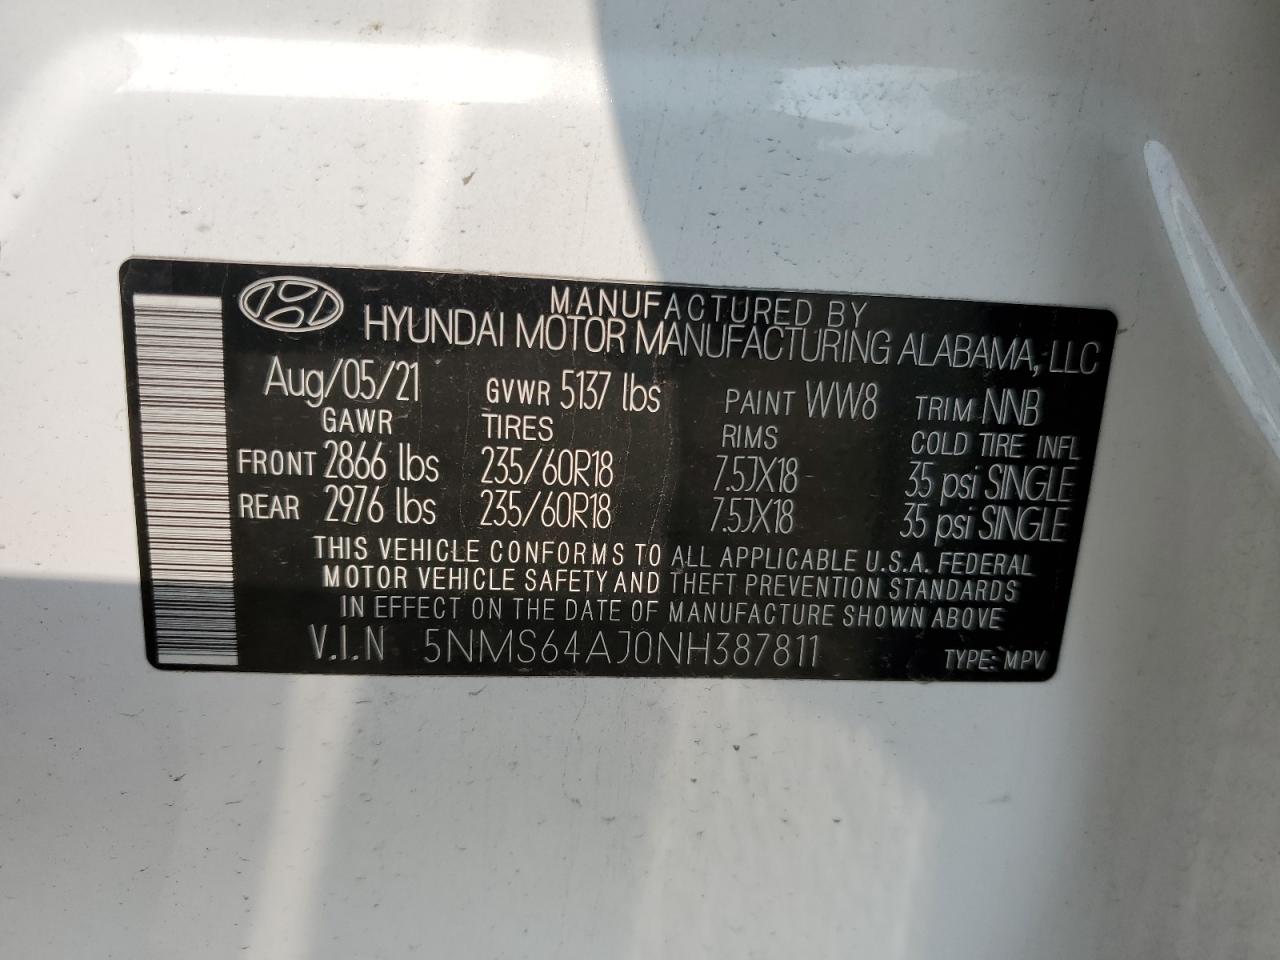 MANUFACTURED BY
HYUNDAI MOTOR MANUFACTURING ALABAMA, LLC
Aug/05/21 GVWR 5137 lbs PAINT WW8 TRIM NNB
GAWR TIRES RIMS COLD TIRE INFL
FRONT 2866 lbs 235/60R18 7.5JX18 35 psi SINGLE
REAR 2976 lbs 235/60R18 7.5JX18 35 psi SINGLE
THIS VEHICLE CONFORMS TO ALL APPLICABLE U.S.A. FEDERAL
MOTOR VEHICLE SAFETY AND THEFT PREVENTION STANDARDS
IN EFFECT ON THE DATE OF MANUFACTURE SHOWN ABOVE
V.I.N 5NMS64AJ0NH387811 TYPE: MPV